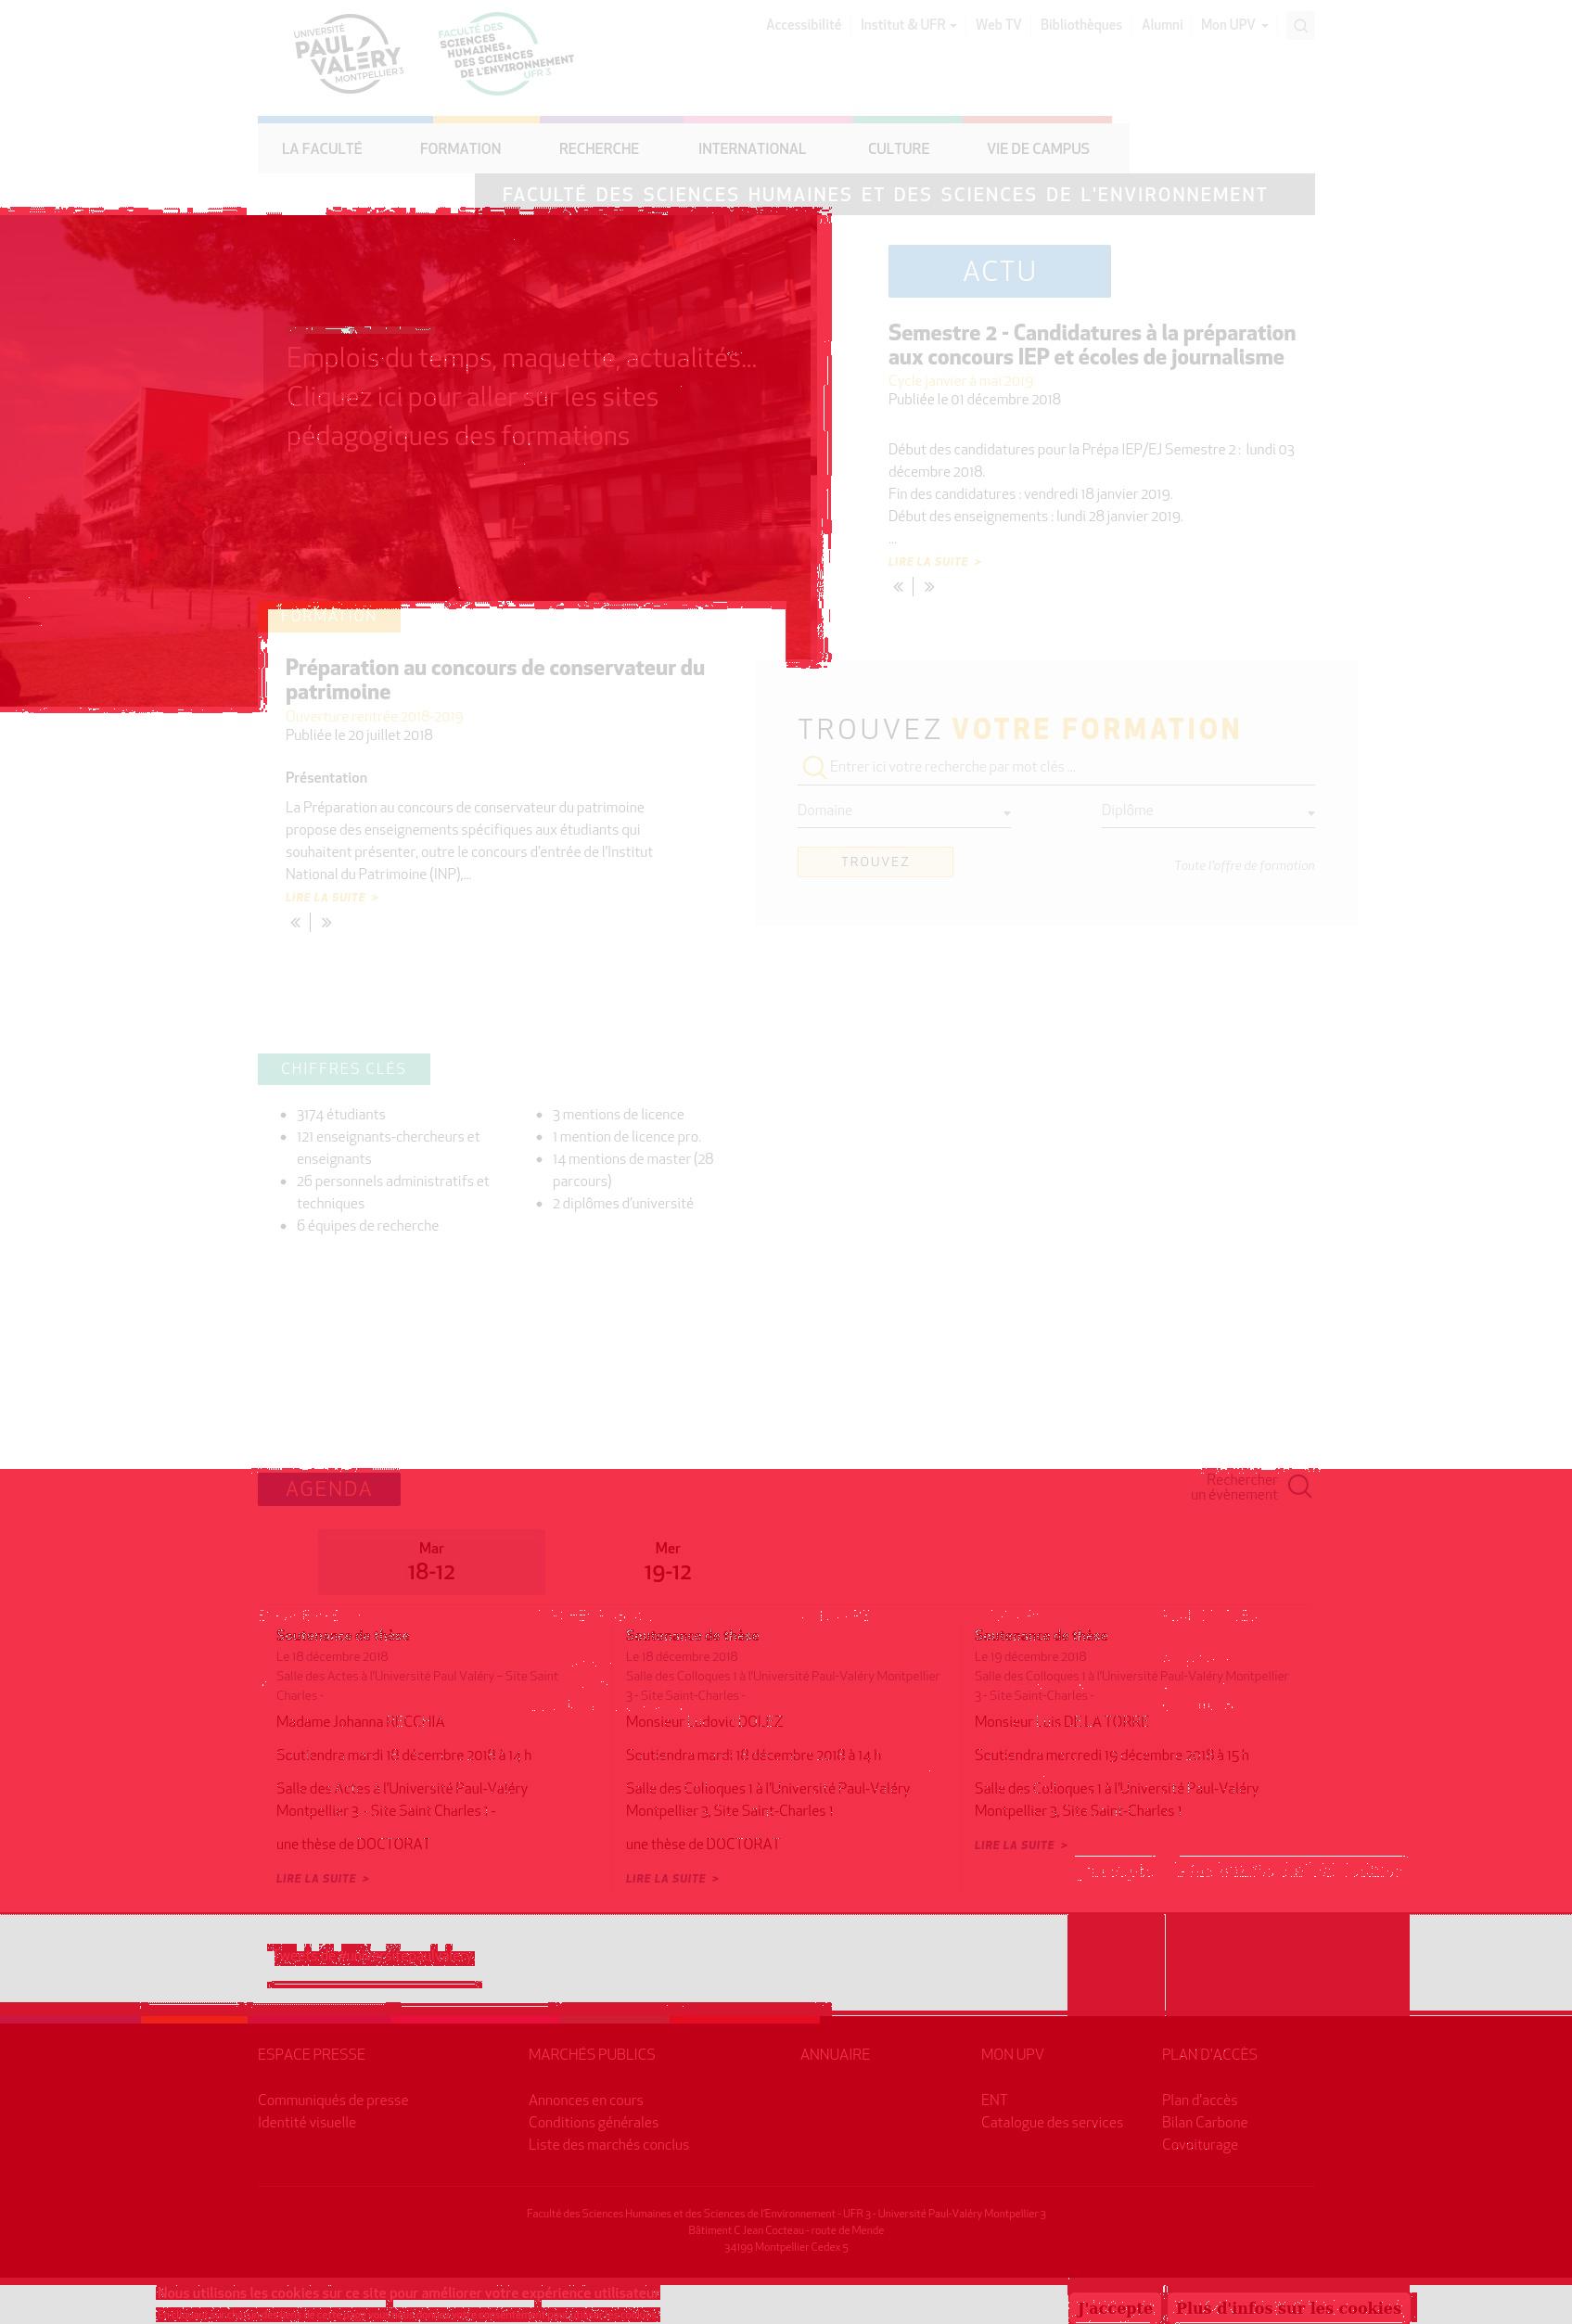 UNIVERSITÉ
PAUL
VALÉRY
MONTPELLIER 3
FACULTÉ DES
SCIENCES
HUMAINES &
DES SCIENCES
DE L'ENVIRONNEMENT
UFR 3
Accessibilité Institut & UFR Web TV Bibliothèques Alumni Mon UPV
LA FACULTÉ FORMATION RECHERCHE INTERNATIONAL CULTURE VIE DE CAMPUS
FACULTÉ DES SCIENCES HUMAINES ET DES SCIENCES DE L'ENVIRONNEMENT
Emplois du temps, maquette, actualités...
Cliquez ici pour aller sur les sites
pédagogiques des formations
ACTU
Semestre 2 - Candidatures à la préparation
aux concours IEP et écoles de journalisme
Cycle janvier à mai 2019
Publiée le 01 décembre 2018
Début des candidatures pour la Prépa IEP/EJ Semestre 2 : lundi 03
décembre 2018.
Fin des candidatures : vendredi 18 janvier 2019.
Début des enseignements : lundi 28 janvier 2019.
...
LIRE LA SUITE >
« | »
FORMATION
Préparation au concours de conservateur du
patrimoine
Ouverture rentrée 2018-2019
Publiée le 20 juillet 2018
Présentation
La Préparation au concours de conservateur du patrimoine
propose des enseignements spécifiques aux étudiants qui
souhaitent présenter, outre le concours d'entrée de l'Institut
National du Patrimoine (INP),...
LIRE LA SUITE >
« | »
TROUVEZ VOTRE FORMATION
Entrer ici votre recherche par mot clés ...
Domaine Diplôme
TROUVEZ Toute l'offre de formation
CHIFFRES CLÉS
3174 étudiants
121 enseignants-chercheurs et
enseignants
26 personnels administratifs et
techniques
6 équipes de recherche
3 mentions de licence
1 mention de licence pro.
14 mentions de master (28
parcours)
2 diplômes d'université
AGENDA
Rechercher
un évènement
Mar
18-12
Mer
19-12
Soutenance de thèse
Le 18 décembre 2018
Salle des Actes à l'Université Paul Valéry – Site Saint
Charles -
Madame Johanna
Soutiendra mardi 18 décembre 2018 à 14 h
Salle des Actes à l'Université Paul-Valéry
Montpellier 3 - Site Saint Charles 1 -
une thèse de DOCTORAT
LIRE LA SUITE >
Soutenance de thèse
Le 18 décembre 2018
Salle des Colloques 1 à l'Université Paul-Valéry Montpellier
3 - Site Saint-Charles -
Monsieur Ludovic
Soutiendra mardi 18 décembre 2018 à 14 h
Salle des Colloques 1 à l'Université Paul-Valéry
Montpellier 3, Site Saint-Charles 1
une thèse de DOCTORAT
LIRE LA SUITE >
Soutenance de thèse
Le 19 décembre 2018
Salle des Colloques 1 à l'Université Paul-Valéry Montpellier
3 - Site Saint-Charles -
Monsieur Luis DE LA TORRE
Soutiendra mercredi 19 décembre 2018 à 15 h
Salle des Colloques 1 à l'Université Paul-Valéry
Montpellier 3, Site Saint-Charles 1
LIRE LA SUITE >
ESPACE PRESSE
Communiqués de presse
Identité visuelle
MARCHÉS PUBLICS
Annonces en cours
Conditions générales
Liste des marchés conclus
ANNUAIRE
MON UPV
ENT
Catalogue des services
PLAN D'ACCÈS
Plan d'accès
Bilan Carbone
Covoiturage
Faculté des Sciences Humaines et des Sciences de l'Environnement - UFR 3 - Université Paul-Valéry Montpellier 3
Bâtiment C Jean Cocteau - route de Mende
34199 Montpellier Cedex 5
Nous utilisons les cookies sur ce site pour améliorer votre expérience utilisateur
J'accepte Plus d'infos sur les cookies